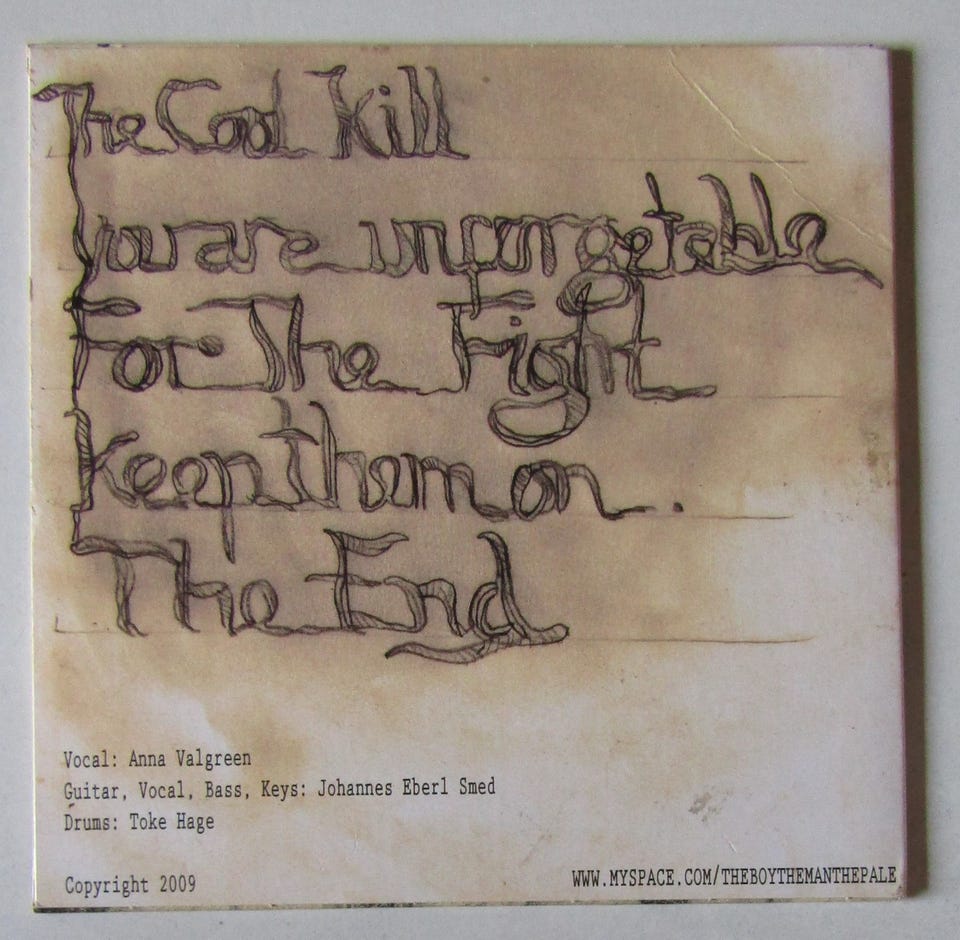 The Cool Kill
you are unforgetable
For The Fight
keep them on.
The End
Vocal: Anna Valgreen
Guitar, Vocal, Bass, Keys: Johannes Eberl Smed
Drums: Toke Hage
Copyright 2009
WWW.MYSPACE.COM/THEBOYTHEMANTHEPALE